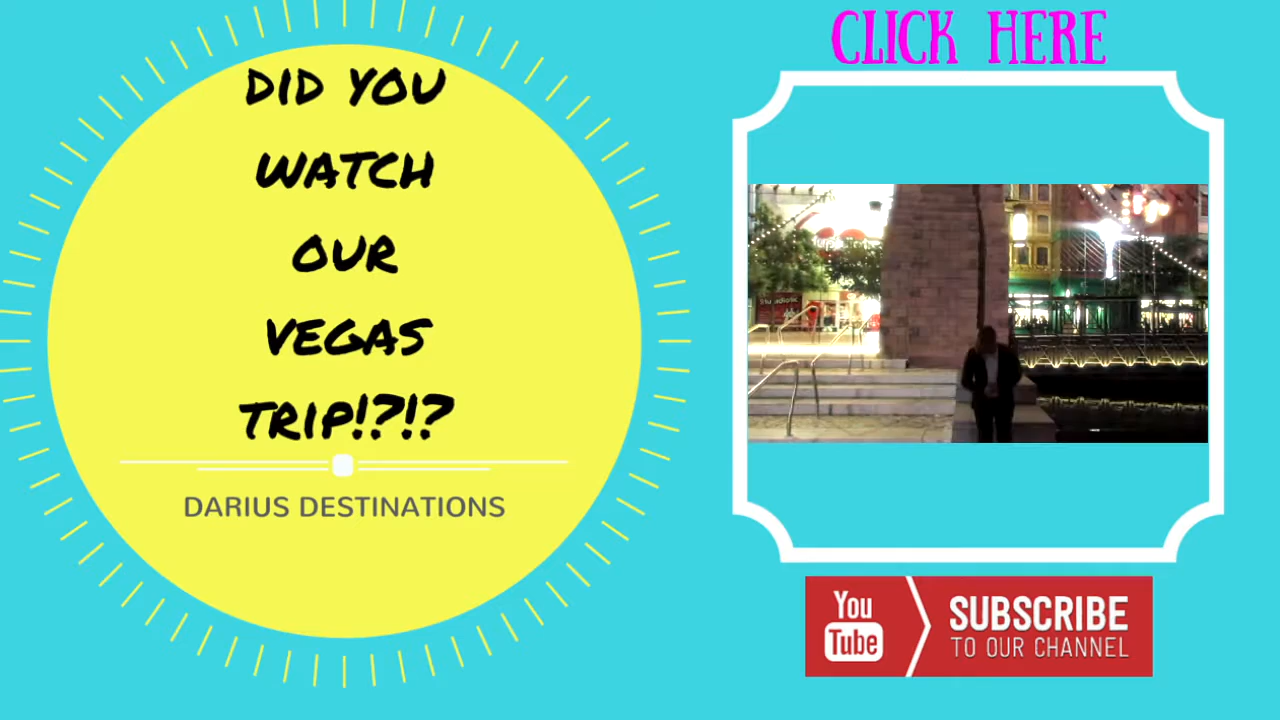 DID YOU
WATCH
OUR
VEGAS
TRIP!?!?
DARIUS DESTINATIONS
CLICK HERE
You
Tube
SUBSCRIBE
TO OUR CHANNEL